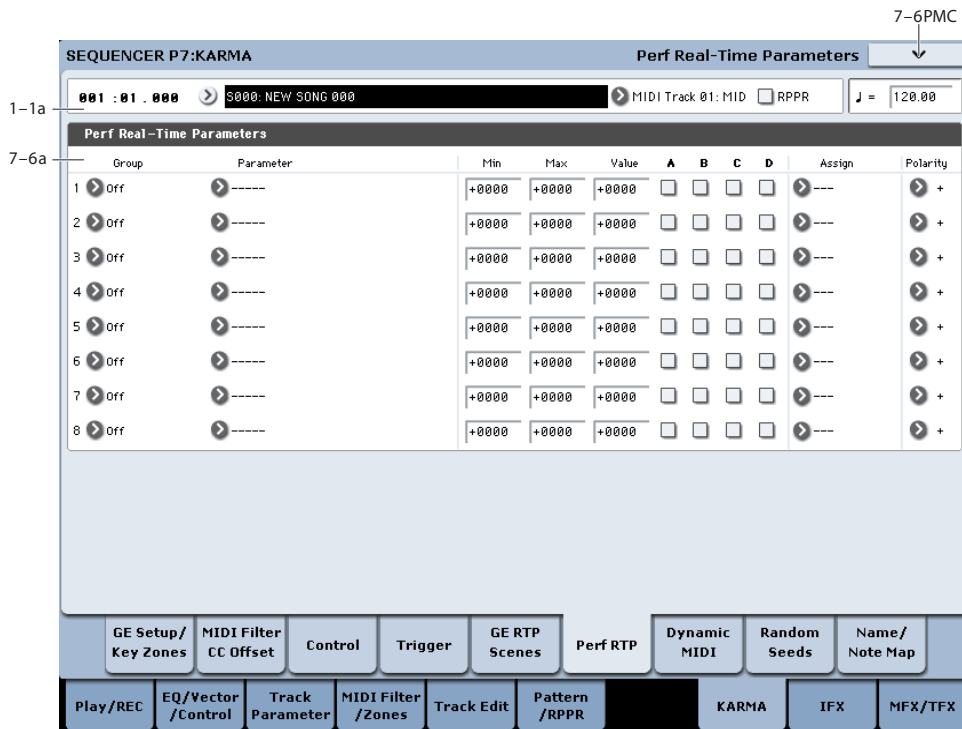 7–6PMC
SEQUENCER P7:KARMA Perf Real-Time Parameters
1–1a
001 :01 . 000 S000: NEW SONG 000 MIDI Track 01: MID RPPR ♩ = 120.00
Perf Real-Time Parameters
7–6a
Group Parameter Min Max Value A B C D Assign Polarity
1 Off ----- +0000 +0000 +0000 --- +
2 Off ----- +0000 +0000 +0000 --- +
3 Off ----- +0000 +0000 +0000 --- +
4 Off ----- +0000 +0000 +0000 --- +
5 Off ----- +0000 +0000 +0000 --- +
6 Off ----- +0000 +0000 +0000 --- +
7 Off ----- +0000 +0000 +0000 --- +
8 Off ----- +0000 +0000 +0000 --- +
GE Setup/ MIDI Filter Control Trigger GE RTP Perf RTP Dynamic Random Name/
Key Zones CC Offset Scenes MIDI Seeds Note Map
Play/REC EQ/Vector Track MIDI Filter Track Edit Pattern KARMA IFX MFX/TFX
/Control Parameter /Zones /RPPR